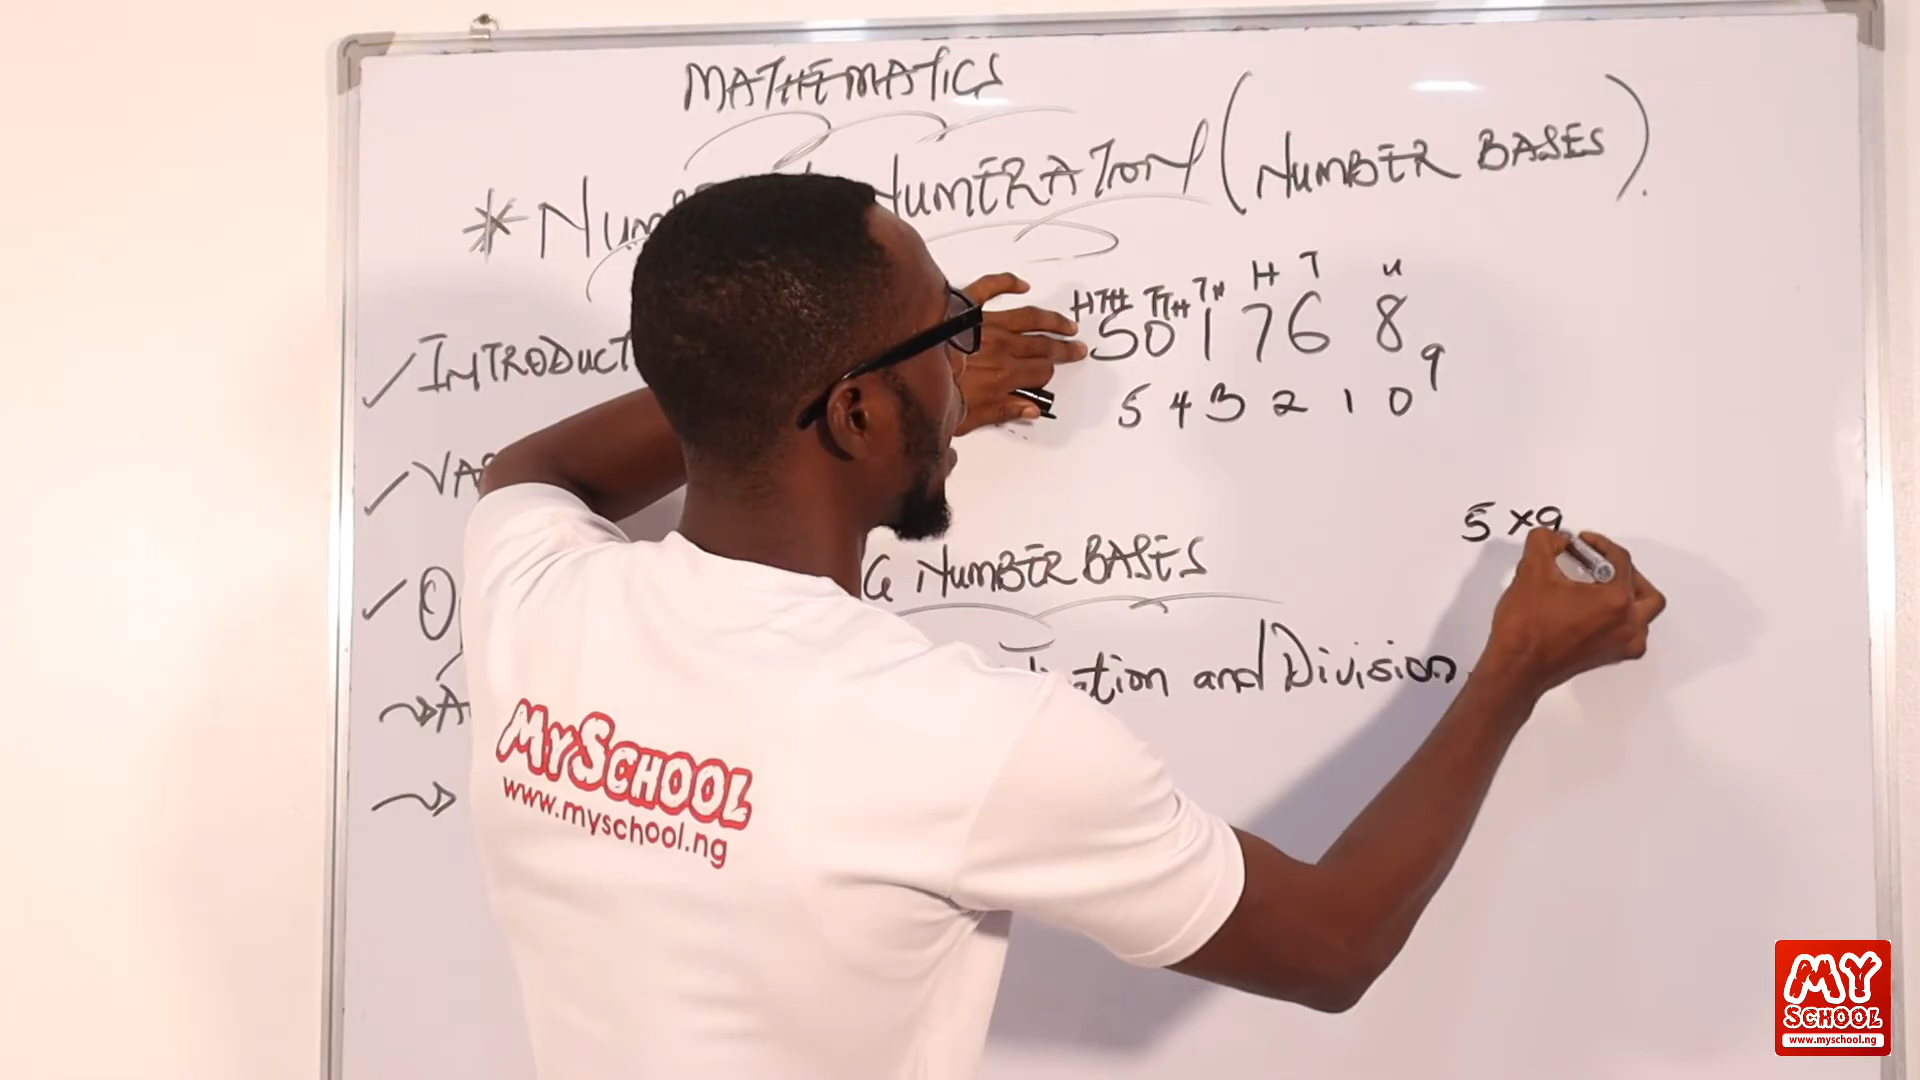 MATHEMATICS
* NUMERATION (NUMBER BASES).
HTH TTH TH H T U
501768 9
5 4 3 2 1 0
✓ INTRODUCT
✓
5 × 9
✓ NUMBER BASES
and Division
MYSCHOOL
www.myschool.ng
MY
SCHOOL
www.myschool.ng